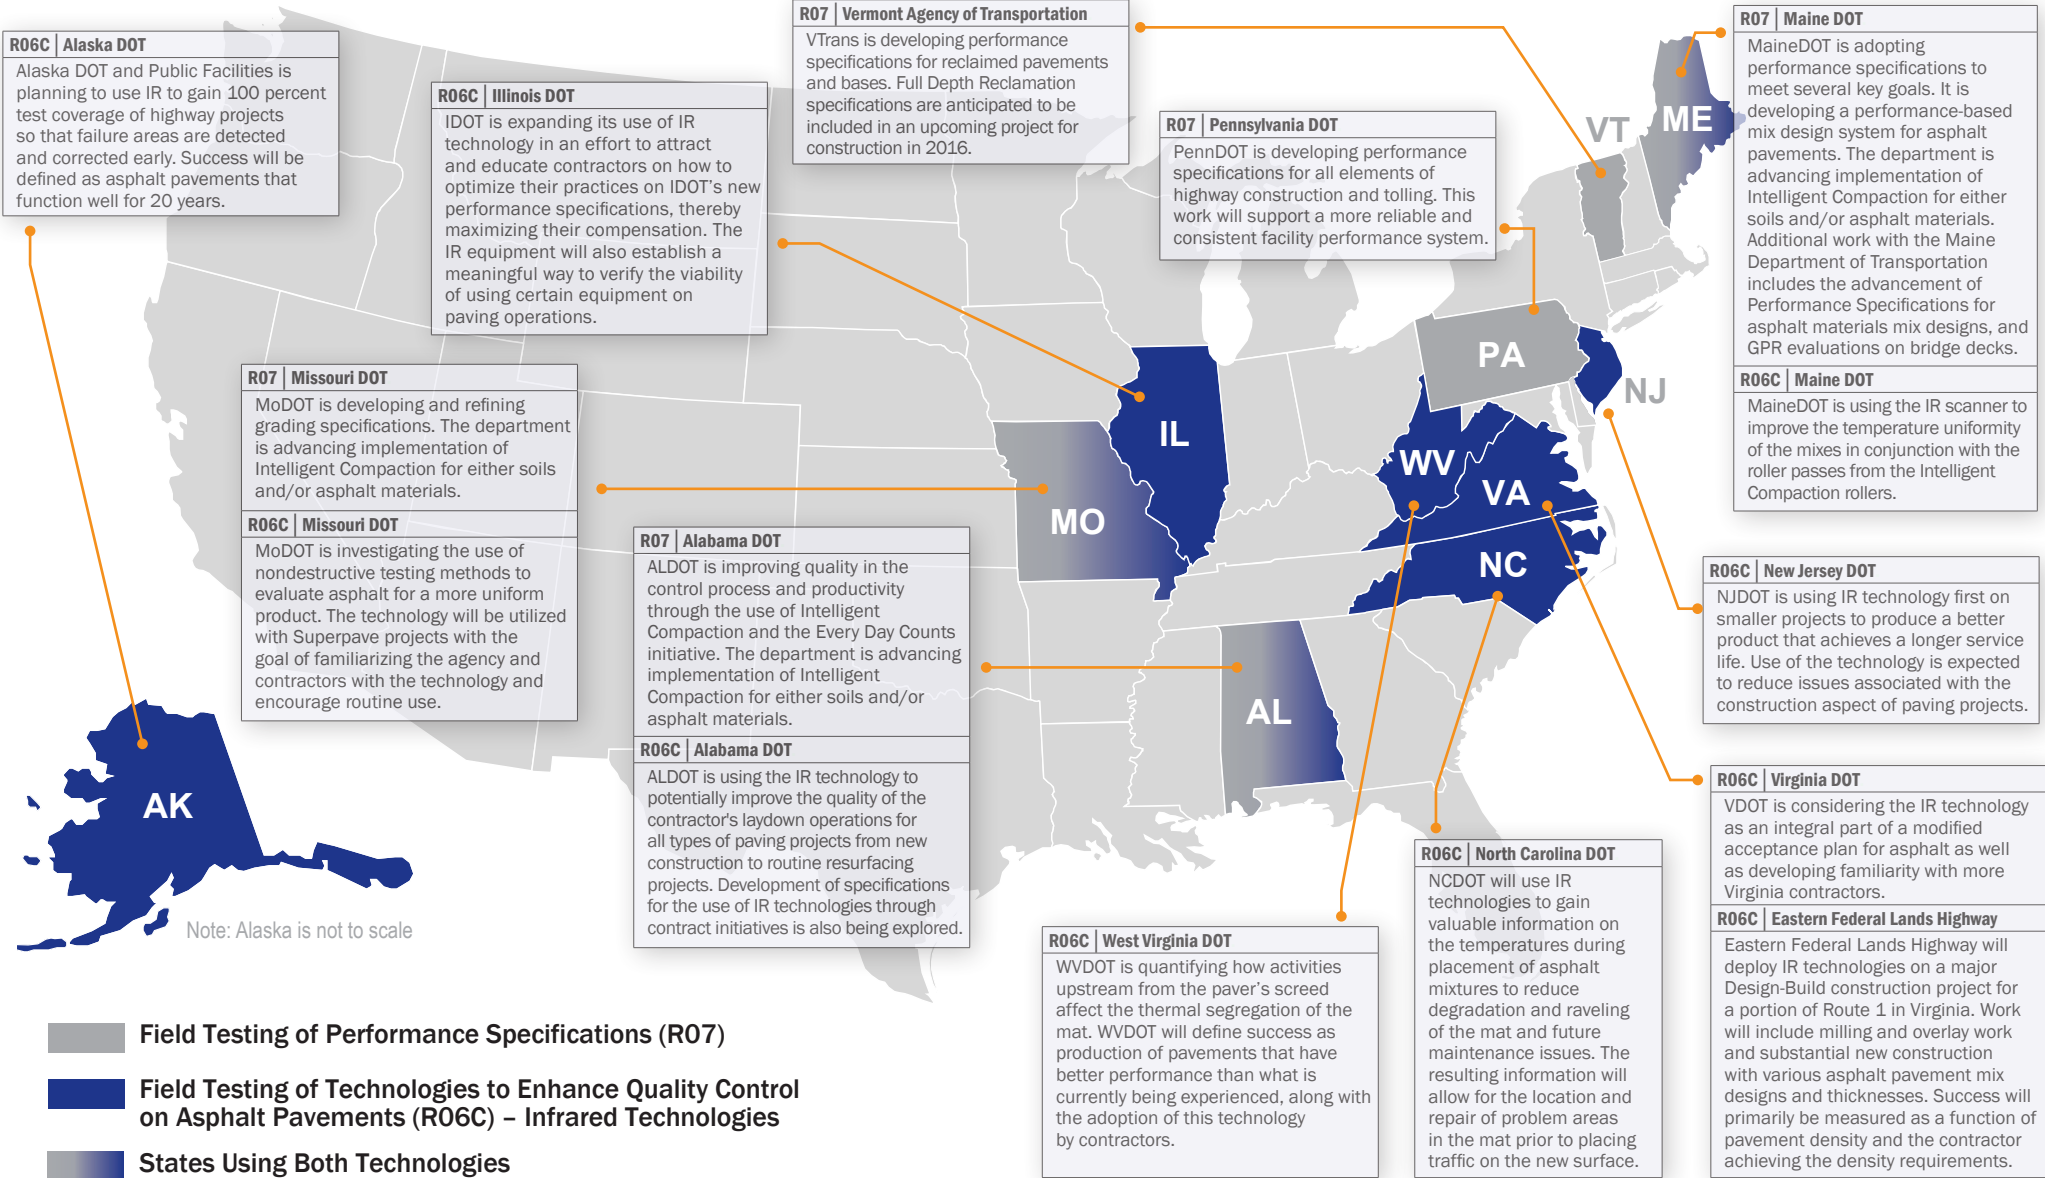 R06C | Alaska DOT
Alaska DOT and Public Facilities is
planning to use IR to gain 100 percent
test coverage of highway projects
so that failure areas are detected
and corrected early. Success will be
defined as asphalt pavements that
function well for 20 years.
R06C | Illinois DOT
IDOT is expanding its use of IR
technology in an effort to attract
and educate contractors on how to
optimize their practices on IDOT's new
performance specifications, thereby
maximizing their compensation. The
IR equipment will also establish a
meaningful way to verify the viability
of using certain equipment on
paving operations.
R07 | Vermont Agency of Transportation
VTrans is developing performance
specifications for reclaimed pavements
and bases. Full Depth Reclamation
specifications are anticipated to be
included in an upcoming project for
construction in 2016.
R07 | Pennsylvania DOT
PennDOT is developing performance
specifications for all elements of
highway construction and tolling. This
work will support a more reliable and
consistent facility performance system.
R07 | Maine DOT
MaineDOT is adopting
performance specifications to
meet several key goals. It is
developing a performance-based
mix design system for asphalt
pavements. The department is
advancing implementation of
Intelligent Compaction for either
soils and/or asphalt materials.
Additional work with the Maine
Department of Transportation
includes the advancement of
Performance Specifications for
asphalt materials mix designs, and
GPR evaluations on bridge decks.
R06C | Maine DOT
MaineDOT is using the IR scanner to
improve the temperature uniformity
of the mixes in conjunction with the
roller passes from the Intelligent
Compaction rollers.
VT
ME
PA
NJ
IL
WV
VA
MO
NC
AL
AK
R07 | Missouri DOT
MoDOT is developing and refining
grading specifications. The department
is advancing implementation of
Intelligent Compaction for either soils
and/or asphalt materials.
R06C | Missouri DOT
MoDOT is investigating the use of
nondestructive testing methods to
evaluate asphalt for a more uniform
product. The technology will be utilized
with Superpave projects with the
goal of familiarizing the agency and
contractors with the technology and
encourage routine use.
R07 | Alabama DOT
ALDOT is improving quality in the
control process and productivity
through the use of Intelligent
Compaction and the Every Day Counts
initiative. The department is advancing
implementation of Intelligent
Compaction for either soils and/or
asphalt materials.
R06C | Alabama DOT
ALDOT is using the IR technology to
potentially improve the quality of the
contractor's laydown operations for
all types of paving projects from new
construction to routine resurfacing
projects. Development of specifications
for the use of IR technologies through
contract initiatives is also being explored.
R06C | New Jersey DOT
NJDOT is using IR technology first on
smaller projects to produce a better
product that achieves a longer service
life. Use of the technology is expected
to reduce issues associated with the
construction aspect of paving projects.
R06C | Virginia DOT
VDOT is considering the IR technology
as an integral part of a modified
acceptance plan for asphalt as well
as developing familiarity with more
Virginia contractors.
R06C | Eastern Federal Lands Highway
Eastern Federal Lands Highway will
deploy IR technologies on a major
Design-Build construction project for
a portion of Route 1 in Virginia. Work
will include milling and overlay work
and substantial new construction
with various asphalt pavement mix
designs and thicknesses. Success will
primarily be measured as a function of
pavement density and the contractor
achieving the density requirements.
R06C | North Carolina DOT
NCDOT will use IR
technologies to gain
valuable information on
the temperatures during
placement of asphalt
mixtures to reduce
degradation and raveling
of the mat and future
maintenance issues. The
resulting information will
allow for the location and
repair of problem areas
in the mat prior to placing
traffic on the new surface.
R06C | West Virginia DOT
WVDOT is quantifying how activities
upstream from the paver's screed
affect the thermal segregation of the
mat. WVDOT will define success as
production of pavements that have
better performance than what is
currently being experienced, along with
the adoption of this technology
by contractors.
Note: Alaska is not to scale
Field Testing of Performance Specifications (R07)
Field Testing of Technologies to Enhance Quality Control
on Asphalt Pavements (R06C) – Infrared Technologies
States Using Both Technologies